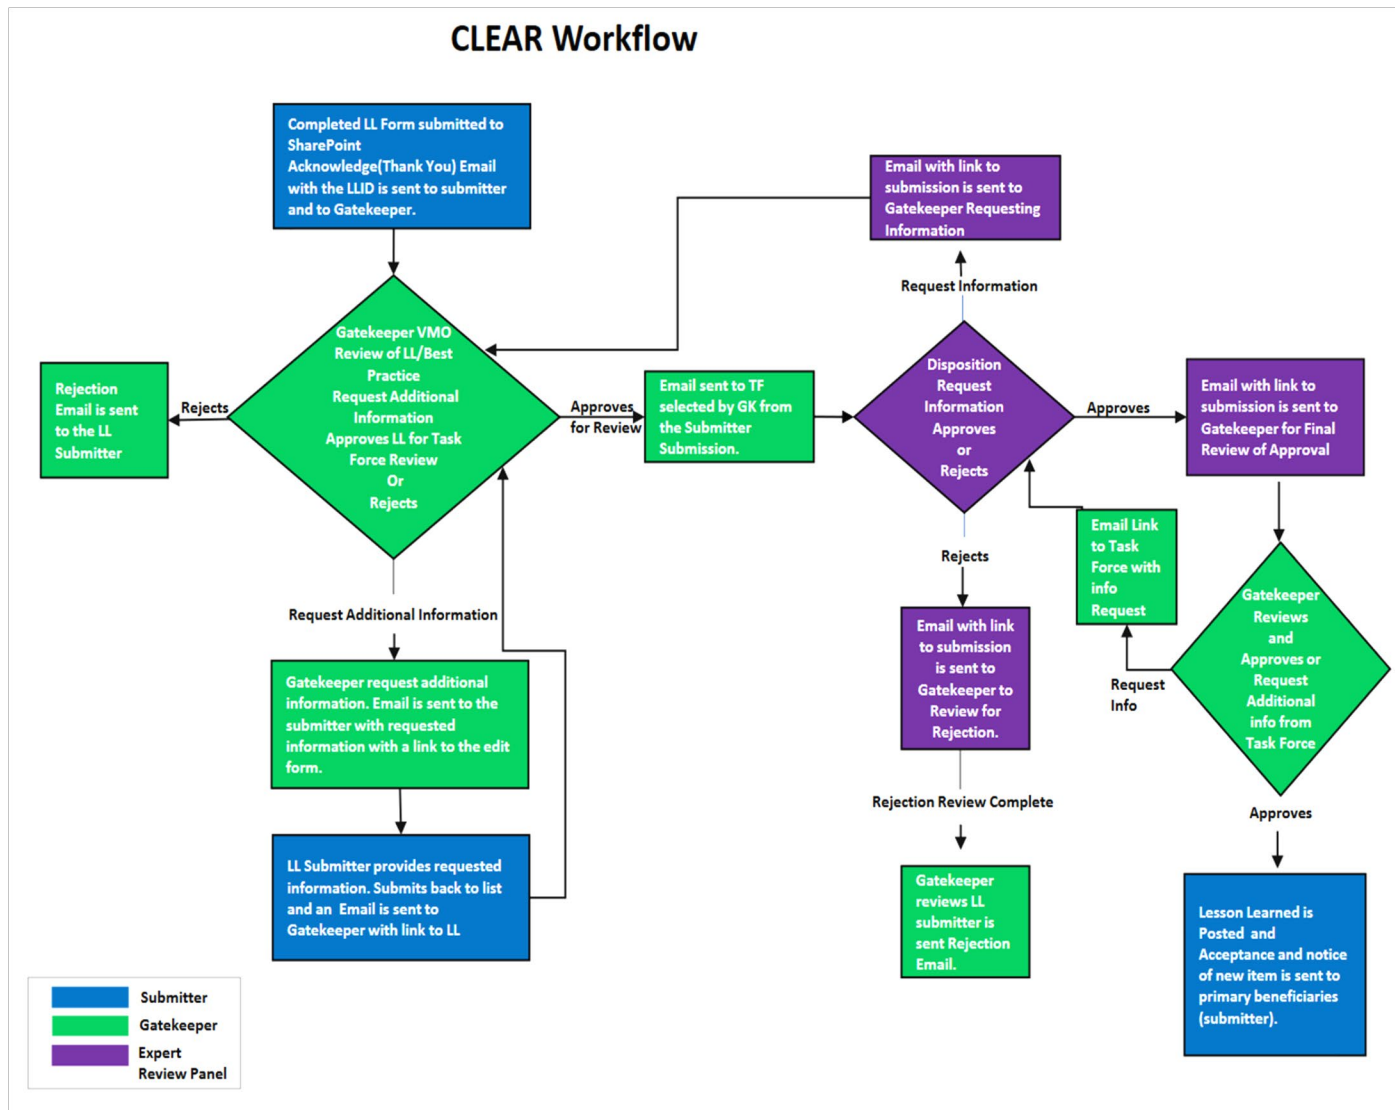 CLEAR Workflow
Completed LL Form submitted to
SharePoint
Acknowledge(Thank You) Email
with the LLID is sent to submitter
and to Gatekeeper.
Email with link to
submission is sent to
Gatekeeper Requesting
Information
Request Information
Gatekeeper VMO
Review of LL/Best
Practice
Request Additional
Information
Approves LL for Task
Force Review
Or
Rejects
Rejection
Email is sent
to the LL
Submitter
Rejects
Approves
for Review
Email sent to TF
selected by GK from
the Submitter
Submission.
Disposition
Request
Information
Approves
or
Rejects
Approves
Email with link to
submission is sent to
Gatekeeper for Final
Review of Approval
Email Link
to Task
Force with
info
Request
Rejects
Gatekeeper
Reviews
and
Approves or
Request
Additional
info from
Task Force
Request
Info
Request Additional Information
Email with link
to submission
is sent to
Gatekeeper to
Review for
Rejection.
Gatekeeper request additional
information. Email is sent to the
submitter with requested
information with a link to the edit
form.
Rejection Review Complete
Approves
LL Submitter provides requested
information. Submits back to list
and an Email is sent to
Gatekeeper with link to LL
Gatekeeper
reviews LL
submitter is
sent Rejection
Email.
Lesson Learned is
Posted and
Acceptance and notice
of new item is sent to
primary beneficiaries
(submitter).
Submitter
Gatekeeper
Expert
Review Panel